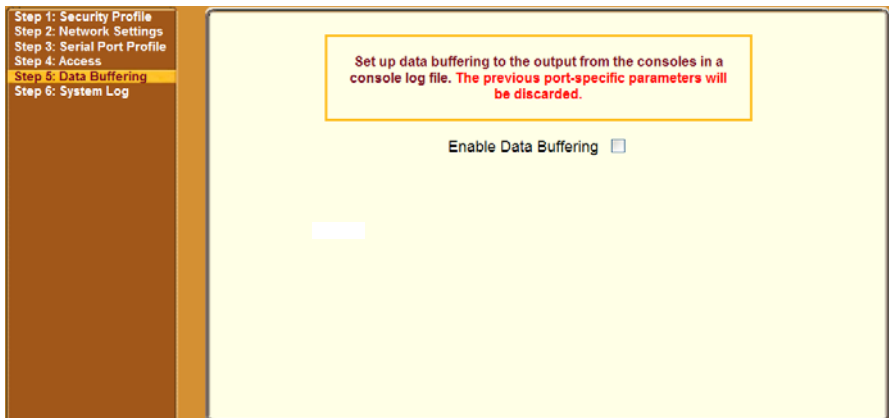 Step 1: Security Profile
Step 2: Network Settings
Step 3: Serial Port Profile
Step 4: Access
Step 5: Data Buffering
Step 6: System Log
Set up data buffering to the output from the consoles in a
console log file. The previous port-specific parameters will
be discarded.
Enable Data Buffering